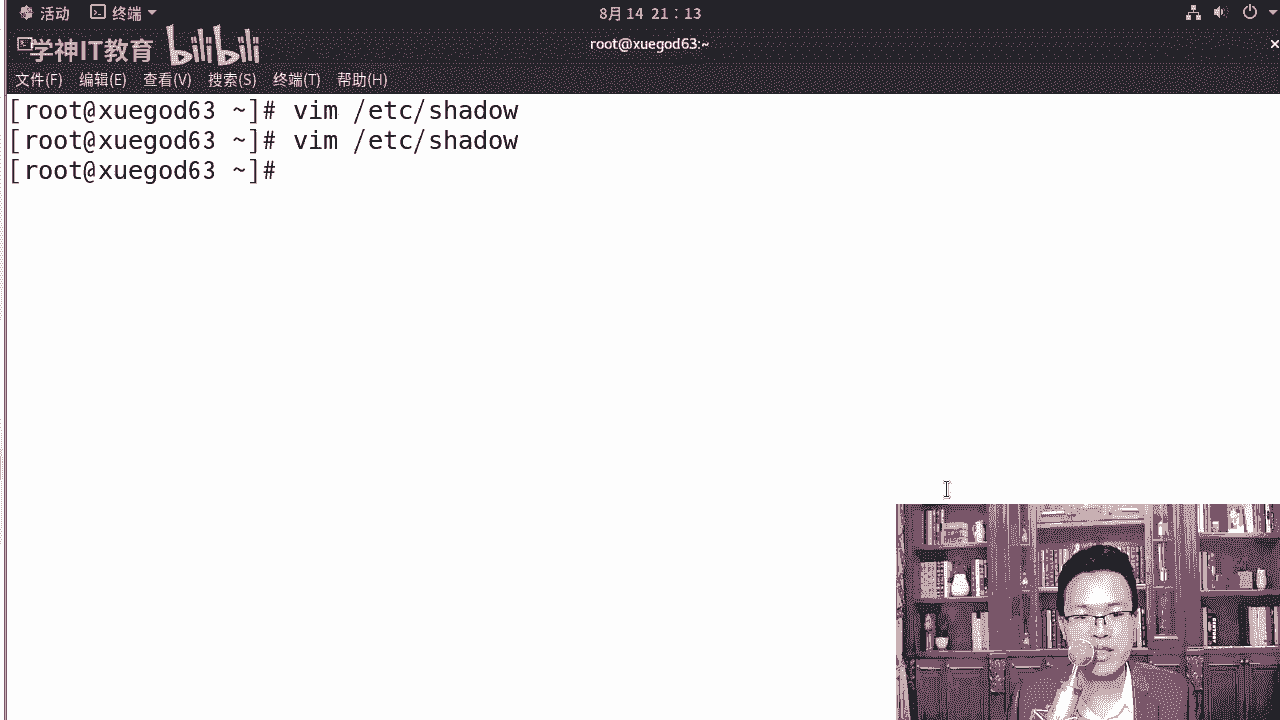 活动 终端 8月 14 21：13
学神IT教育 bilibili root@xuegod63:~
文件(F) 编辑(E) 查看(V) 搜索(S) 终端(T) 帮助(H)
[root@xuegod63 ~]# vim /etc/shadow
[root@xuegod63 ~]# vim /etc/shadow
[root@xuegod63 ~]#